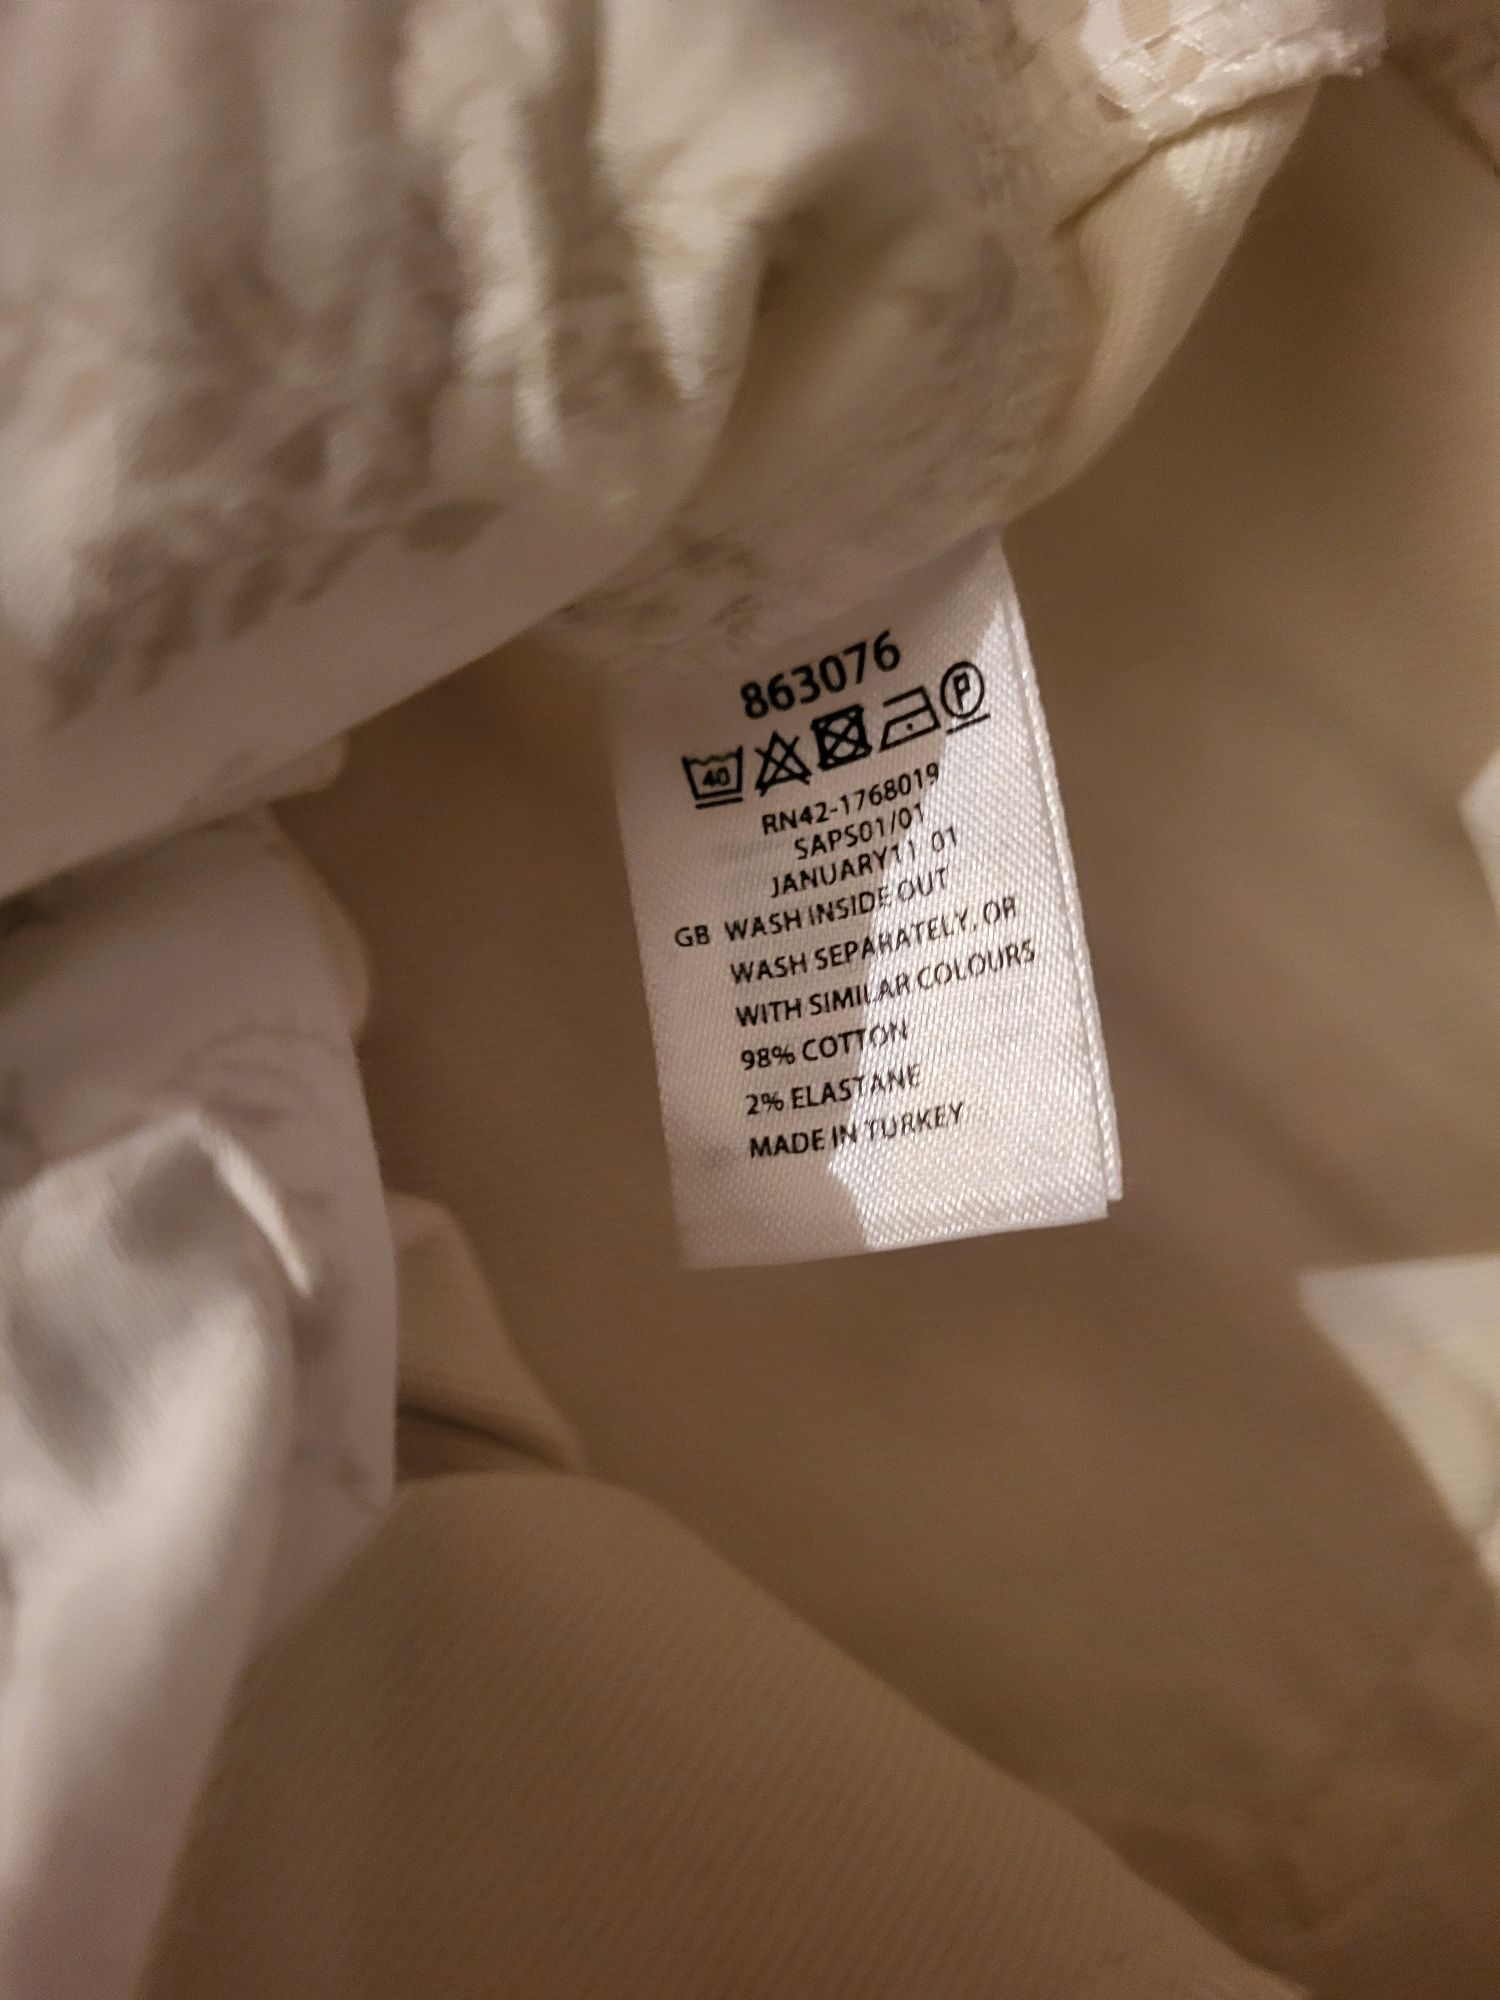 863076
40 P
RN42-1768019
SAPS01/01
JANUARY11 01
GB WASH INSIDE OUT
WASH SEPARATELY, OR
WITH SIMILAR COLOURS
98% COTTON
2% ELASTANE
MADE IN TURKEY